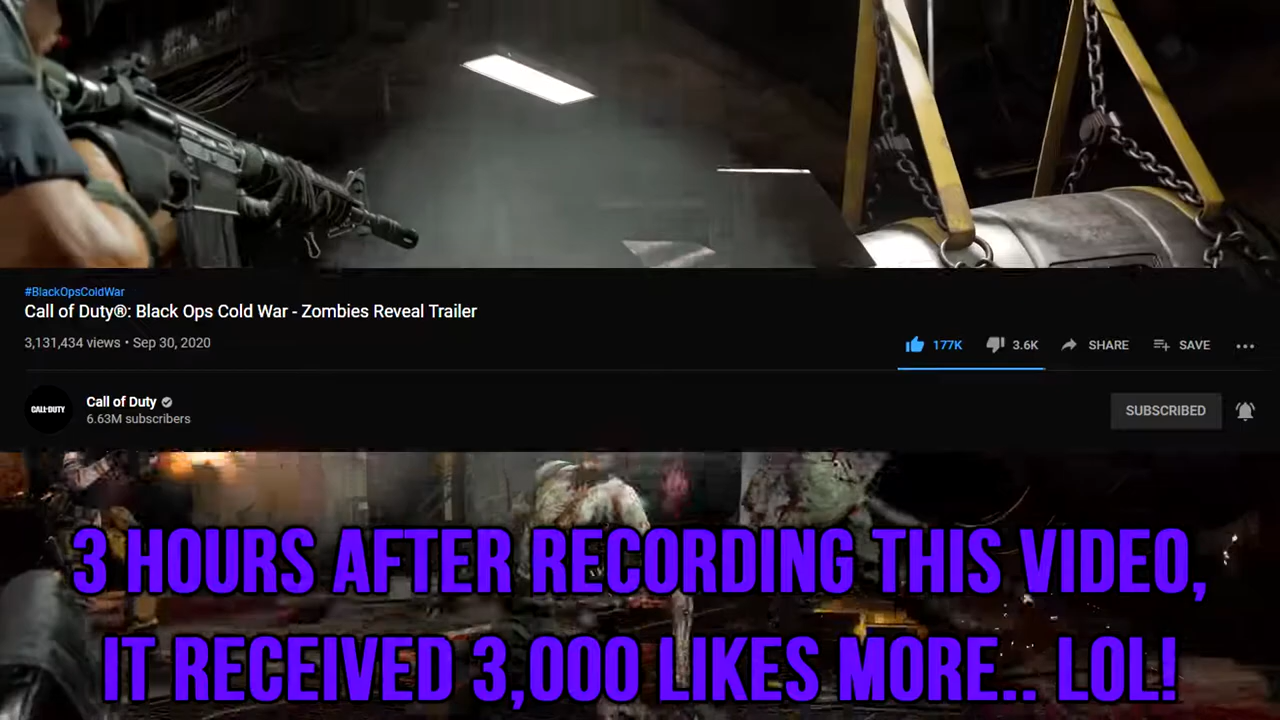 #BlackOpsColdWar
Call of Duty®: Black Ops Cold War - Zombies Reveal Trailer
3,131,434 views • Sep 30, 2020
177K 3.6K SHARE SAVE
CALL•DUTY
Call of Duty
6.63M subscribers
SUBSCRIBED
3 HOURS AFTER RECORDING THIS VIDEO,
IT RECEIVED 3,000 LIKES MORE.. LOL!